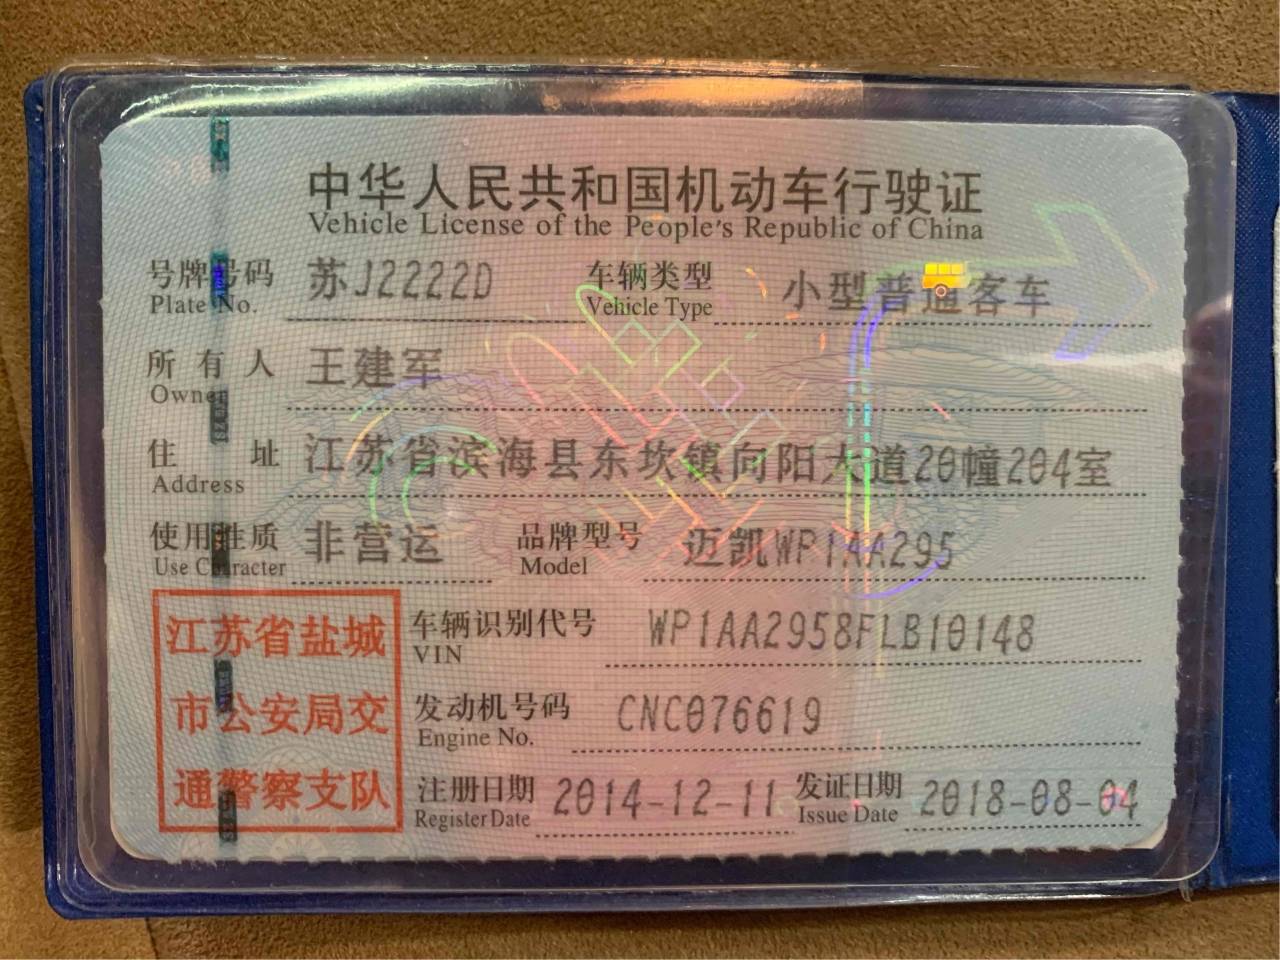 中华人民共和国机动车行驶证
Vehicle License of the People's Republic of China
号牌号码 苏J2222D 车辆类型 小型普通客车
Plate No. Vehicle Type
所有人 王建军
Owner
住址 江苏省滨海县东坎镇向阳大道20幢204室
Address
使用性质 非营运 品牌型号 迈凯WP1AA295
Use Character Model
江苏省盐城
市公安局交
通警察支队
车辆识别代号 WP1AA2958FLB10148
VIN
发动机号码 CNC076619
Engine No.
注册日期 2014-12-11 发证日期 2018-08-04
Register Date Issue Date